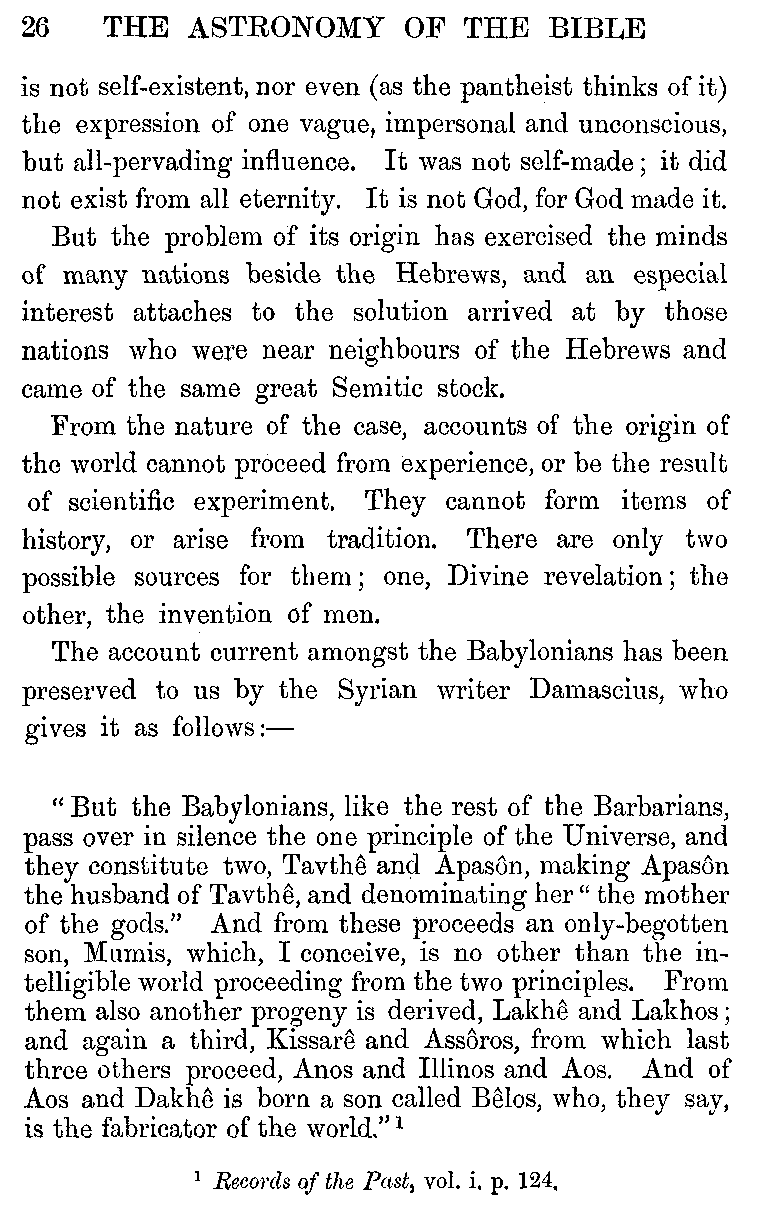 26 THE ASTRONOMY OF THE BIBLE
is not self-existent, nor even (as the pantheist thinks of it)
the expression of one vague, impersonal and unconscious,
but all-pervading influence. It was not self-made; it did
not exist from all eternity. It is not God, for God made it.
But the problem of its origin has exercised the minds
of many nations beside the Hebrews, and an especial
interest attaches to the solution arrived at by those
nations who were near neighbours of the Hebrews and
came of the same great Semitic stock.
From the nature of the case, accounts of the origin of
the world cannot proceed from experience, or be the result
of scientific experiment. They cannot form items of
history, or arise from tradition. There are only two
possible sources for them; one, Divine revelation; the
other, the invention of men.
The account current amongst the Babylonians has been
preserved to us by the Syrian writer Damascius, who
gives it as follows:—
“But the Babylonians, like the rest of the Barbarians,
pass over in silence the one principle of the Universe, and
they constitute two, Tavthê and Apasôn, making Apasôn
the husband of Tavthê, and denominating her “the mother
of the gods.” And from these proceeds an only-begotten
son, Mumis, which, I conceive, is no other than the in-
telligible world proceeding from the two principles. From
them also another progeny is derived, Lakhê and Lakhos;
and again a third, Kissarê and Assôros, from which last
three others proceed, Anos and Illinos and Aos. And of
Aos and Dakhê is born a son called Bêlos, who, they say,
is the fabricator of the world.”¹
¹ Records of the Past, vol. i. p. 124.